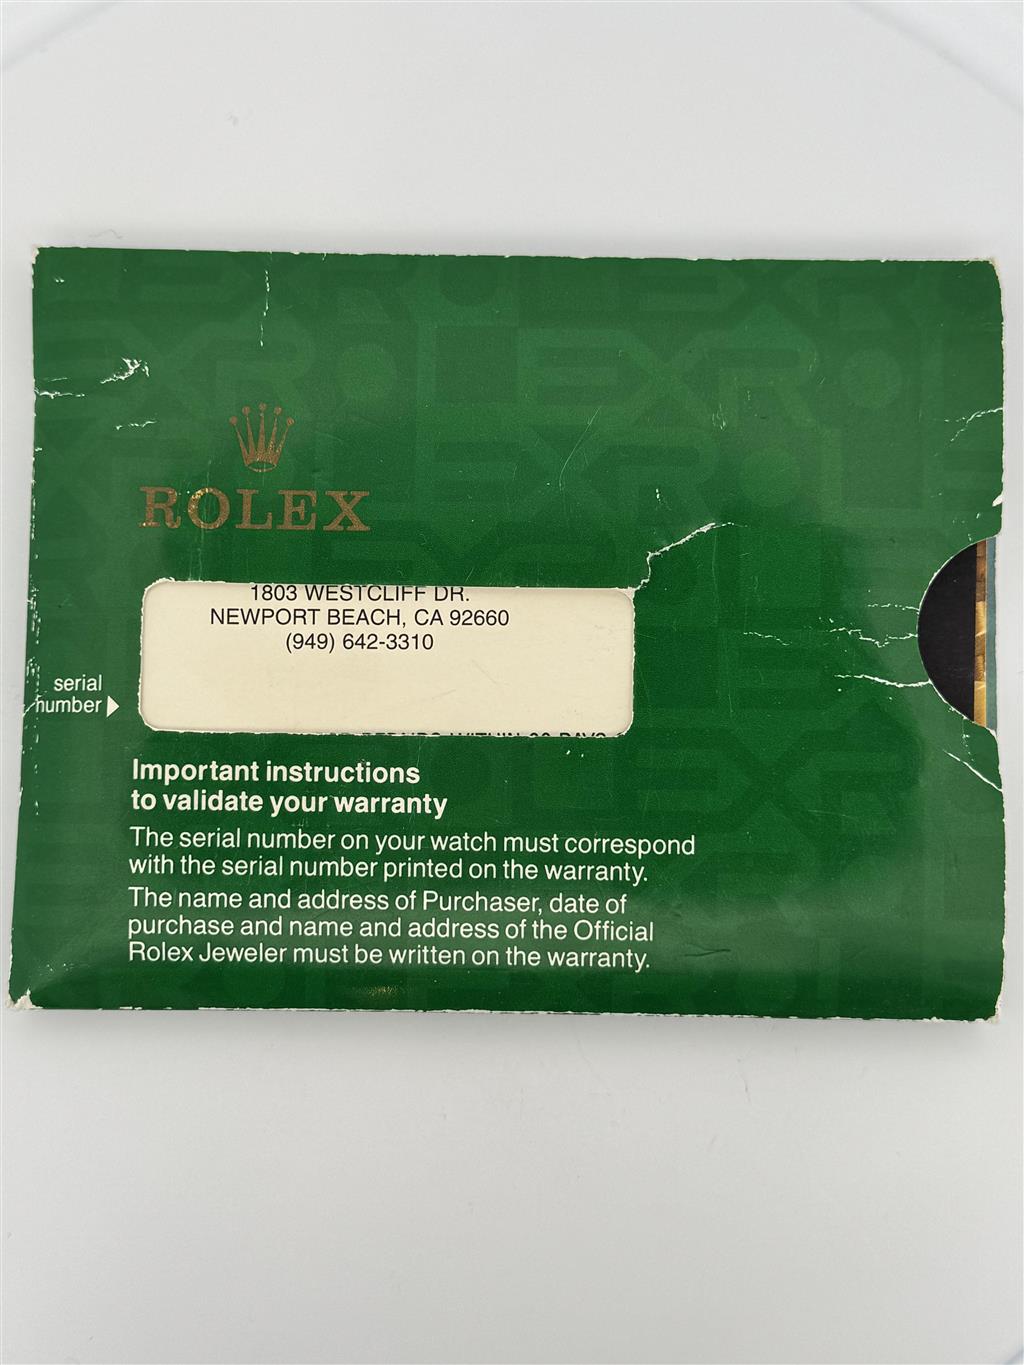 ROLEX
1803 WESTCLIFF DR.
NEWPORT BEACH, CA 92660
(949) 642-3310
serial
number
Important instructions
to validate your warranty
The serial number on your watch must correspond
with the serial number printed on the warranty.
The name and address of Purchaser, date of
purchase and name and address of the Official
Rolex Jeweler must be written on the warranty.